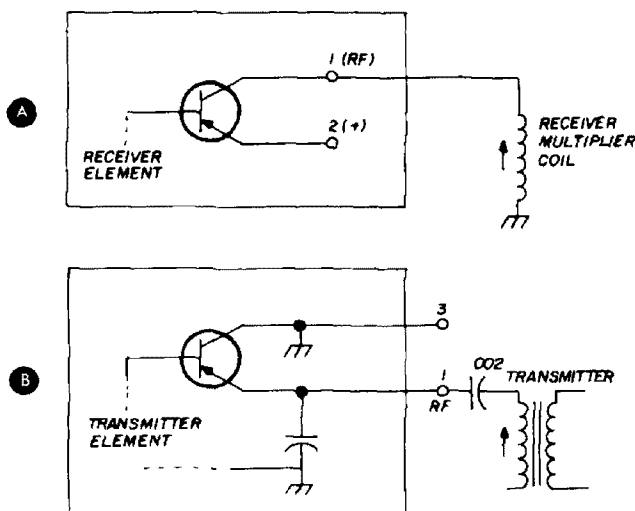 A
1 (RF)
2 (+)
RECEIVER
ELEMENT
RECEIVER
MULTIPLIER
COIL
B
3
1
RF
002
TRANSMITTER
TRANSMITTER
ELEMENT